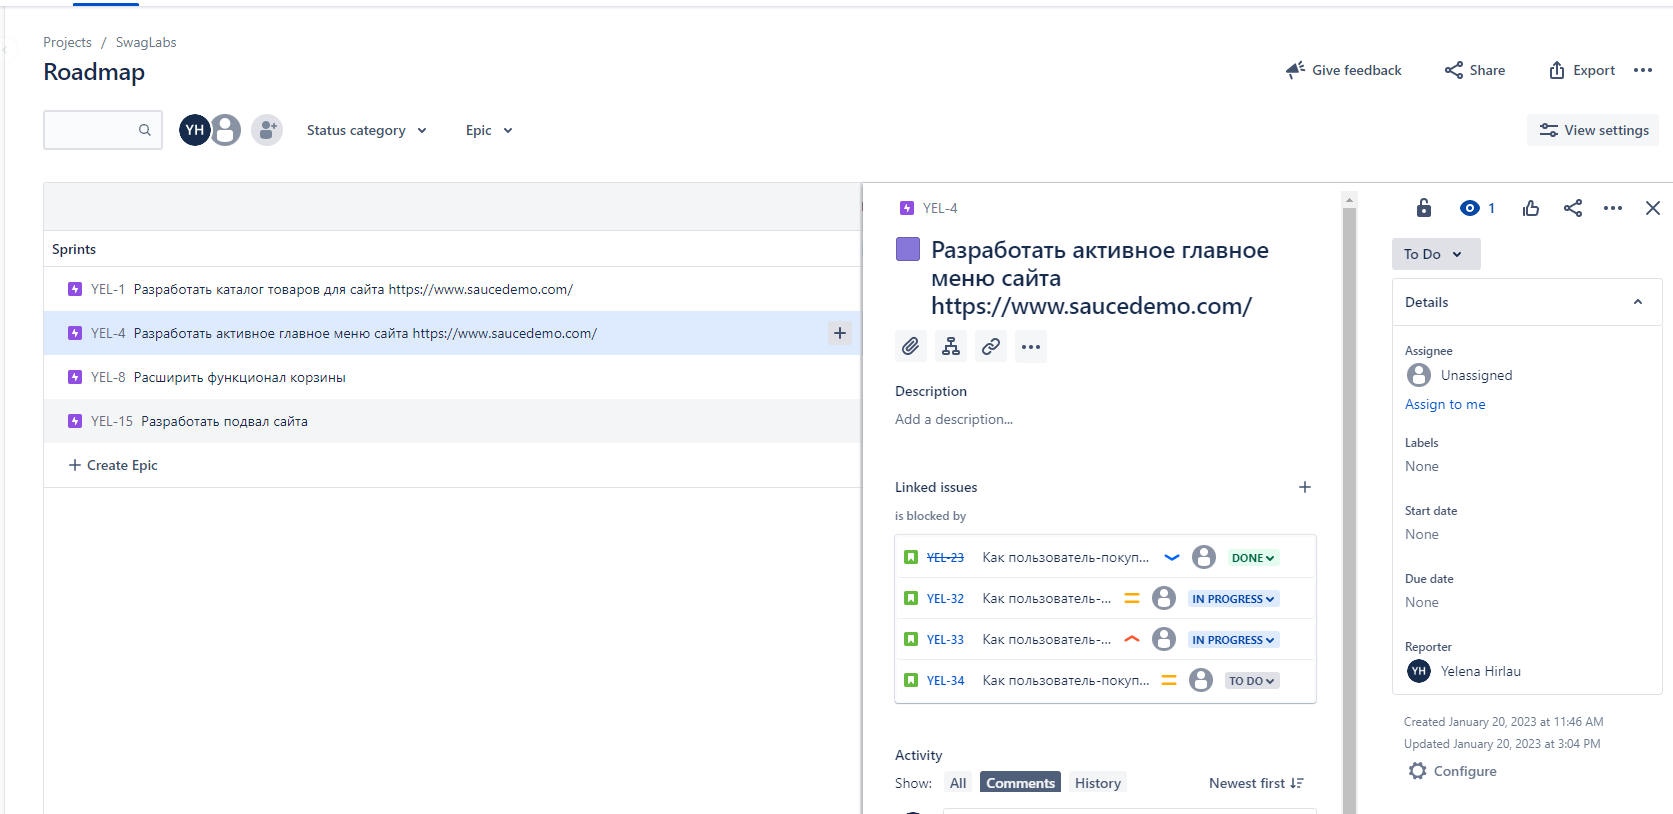 Projects / SwagLabs
Roadmap
Give feedback
Share
Export
YH
Status category
Epic
View settings
Sprints
YEL-1 Разработать каталог товаров для сайта https://www.saucedemo.com/
YEL-4 Разработать активное главное меню сайта https://www.saucedemo.com/
YEL-8 Расширить функционал корзины
YEL-15 Разработать подвал сайта
+ Create Epic
YEL-4
Разработать активное главное
меню сайта
https://www.saucedemo.com/
Description
Add a description...
Linked issues
is blocked by
YEL-23 Как пользователь-покуп... DONE
YEL-32 Как пользователь-... IN PROGRESS
YEL-33 Как пользователь-... IN PROGRESS
YEL-34 Как пользователь-покуп... TO DO
Activity
Show: All Comments History Newest first
1
To Do
Details
Assignee
Unassigned
Assign to me
Labels
None
Start date
None
Due date
None
Reporter
YH Yelena Hirlau
Created January 20, 2023 at 11:46 AM
Updated January 20, 2023 at 3:04 PM
Configure